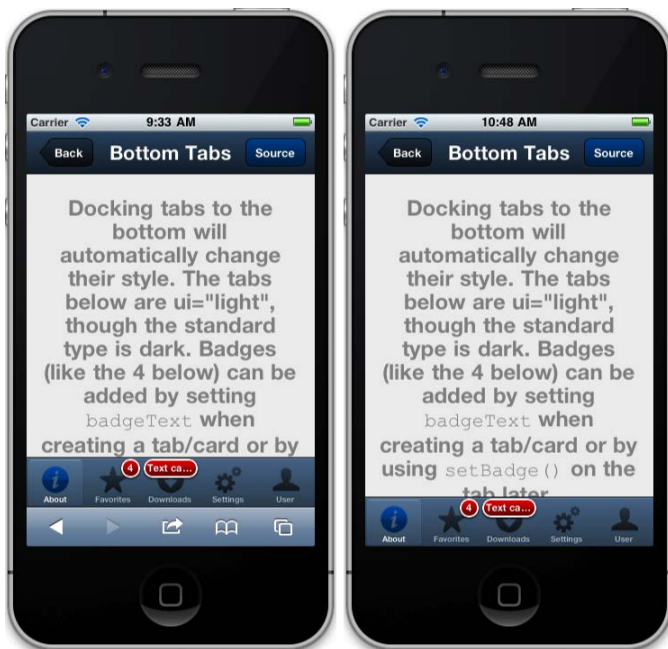 Carrier 9:33 AM
Back Bottom Tabs Source
Docking tabs to the
bottom will
automatically change
their style. The tabs
below are ui="light",
though the standard
type is dark. Badges
(like the 4 below) can be
added by setting
badgeText when
creating a tab/card or by
4 Text ca...
About Favorites Downloads Settings User
Carrier 10:48 AM
Back Bottom Tabs Source
Docking tabs to the
bottom will
automatically change
their style. The tabs
below are ui="light",
though the standard
type is dark. Badges
(like the 4 below) can be
added by setting
badgeText when
creating a tab/card or by
using setBadge() on the
tab later
4 Text ca...
About Favorites Downloads Settings User